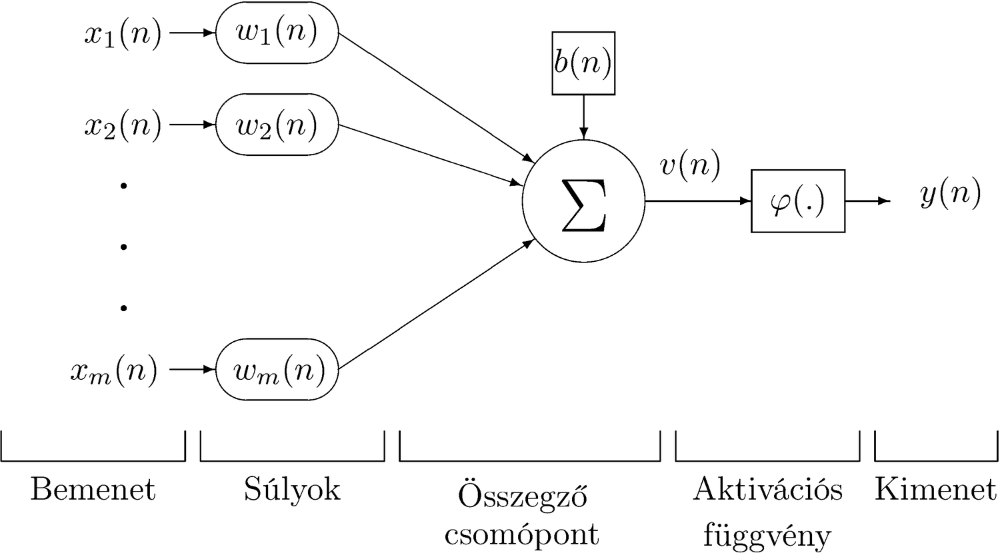 x₁(n) w₁(n)
b(n)
x₂(n) w₂(n)
v(n)
∑ φ(.) y(n)
xₘ(n) wₘ(n)
Bemenet
Súlyok
Összegző
csomópont
Aktivációs
függvény
Kimenet